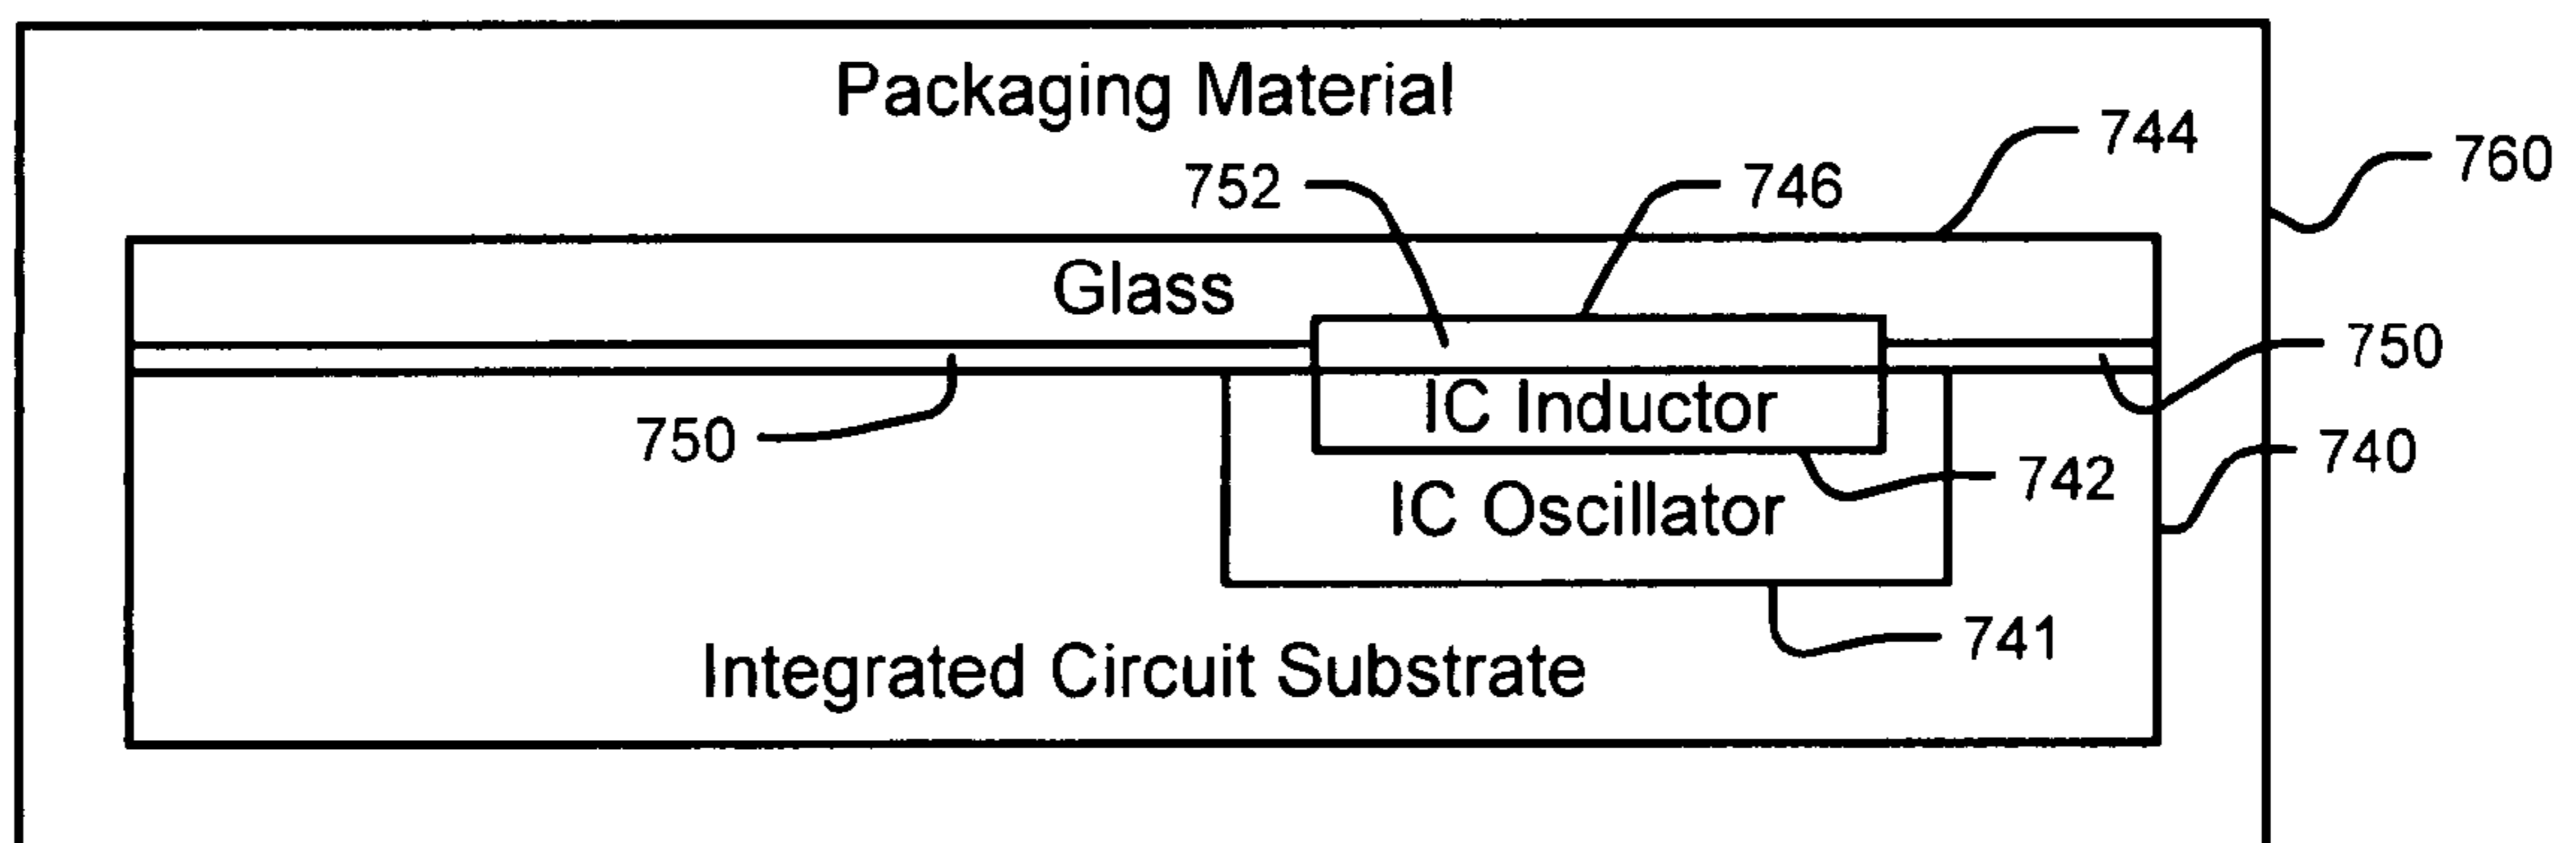 Packaging Material
744
760
752
746
Glass
750
750
IC Inductor
740
742
IC Oscillator
741
Integrated Circuit Substrate